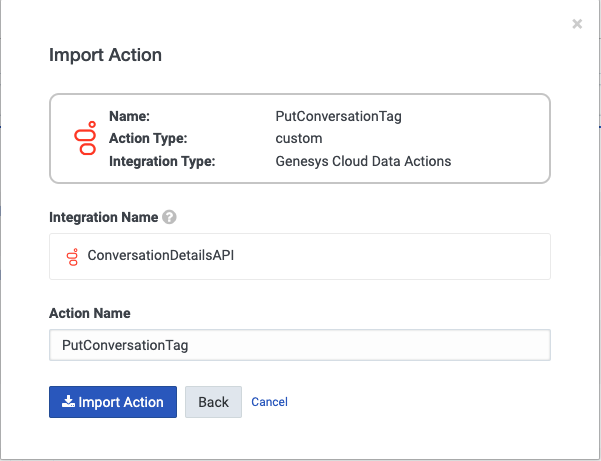 Import Action
Name: PutConversationTag
Action Type: custom
Integration Type: Genesys Cloud Data Actions
Integration Name ?
ConversationDetailsAPI
Action Name
PutConversationTag
Import Action Back Cancel